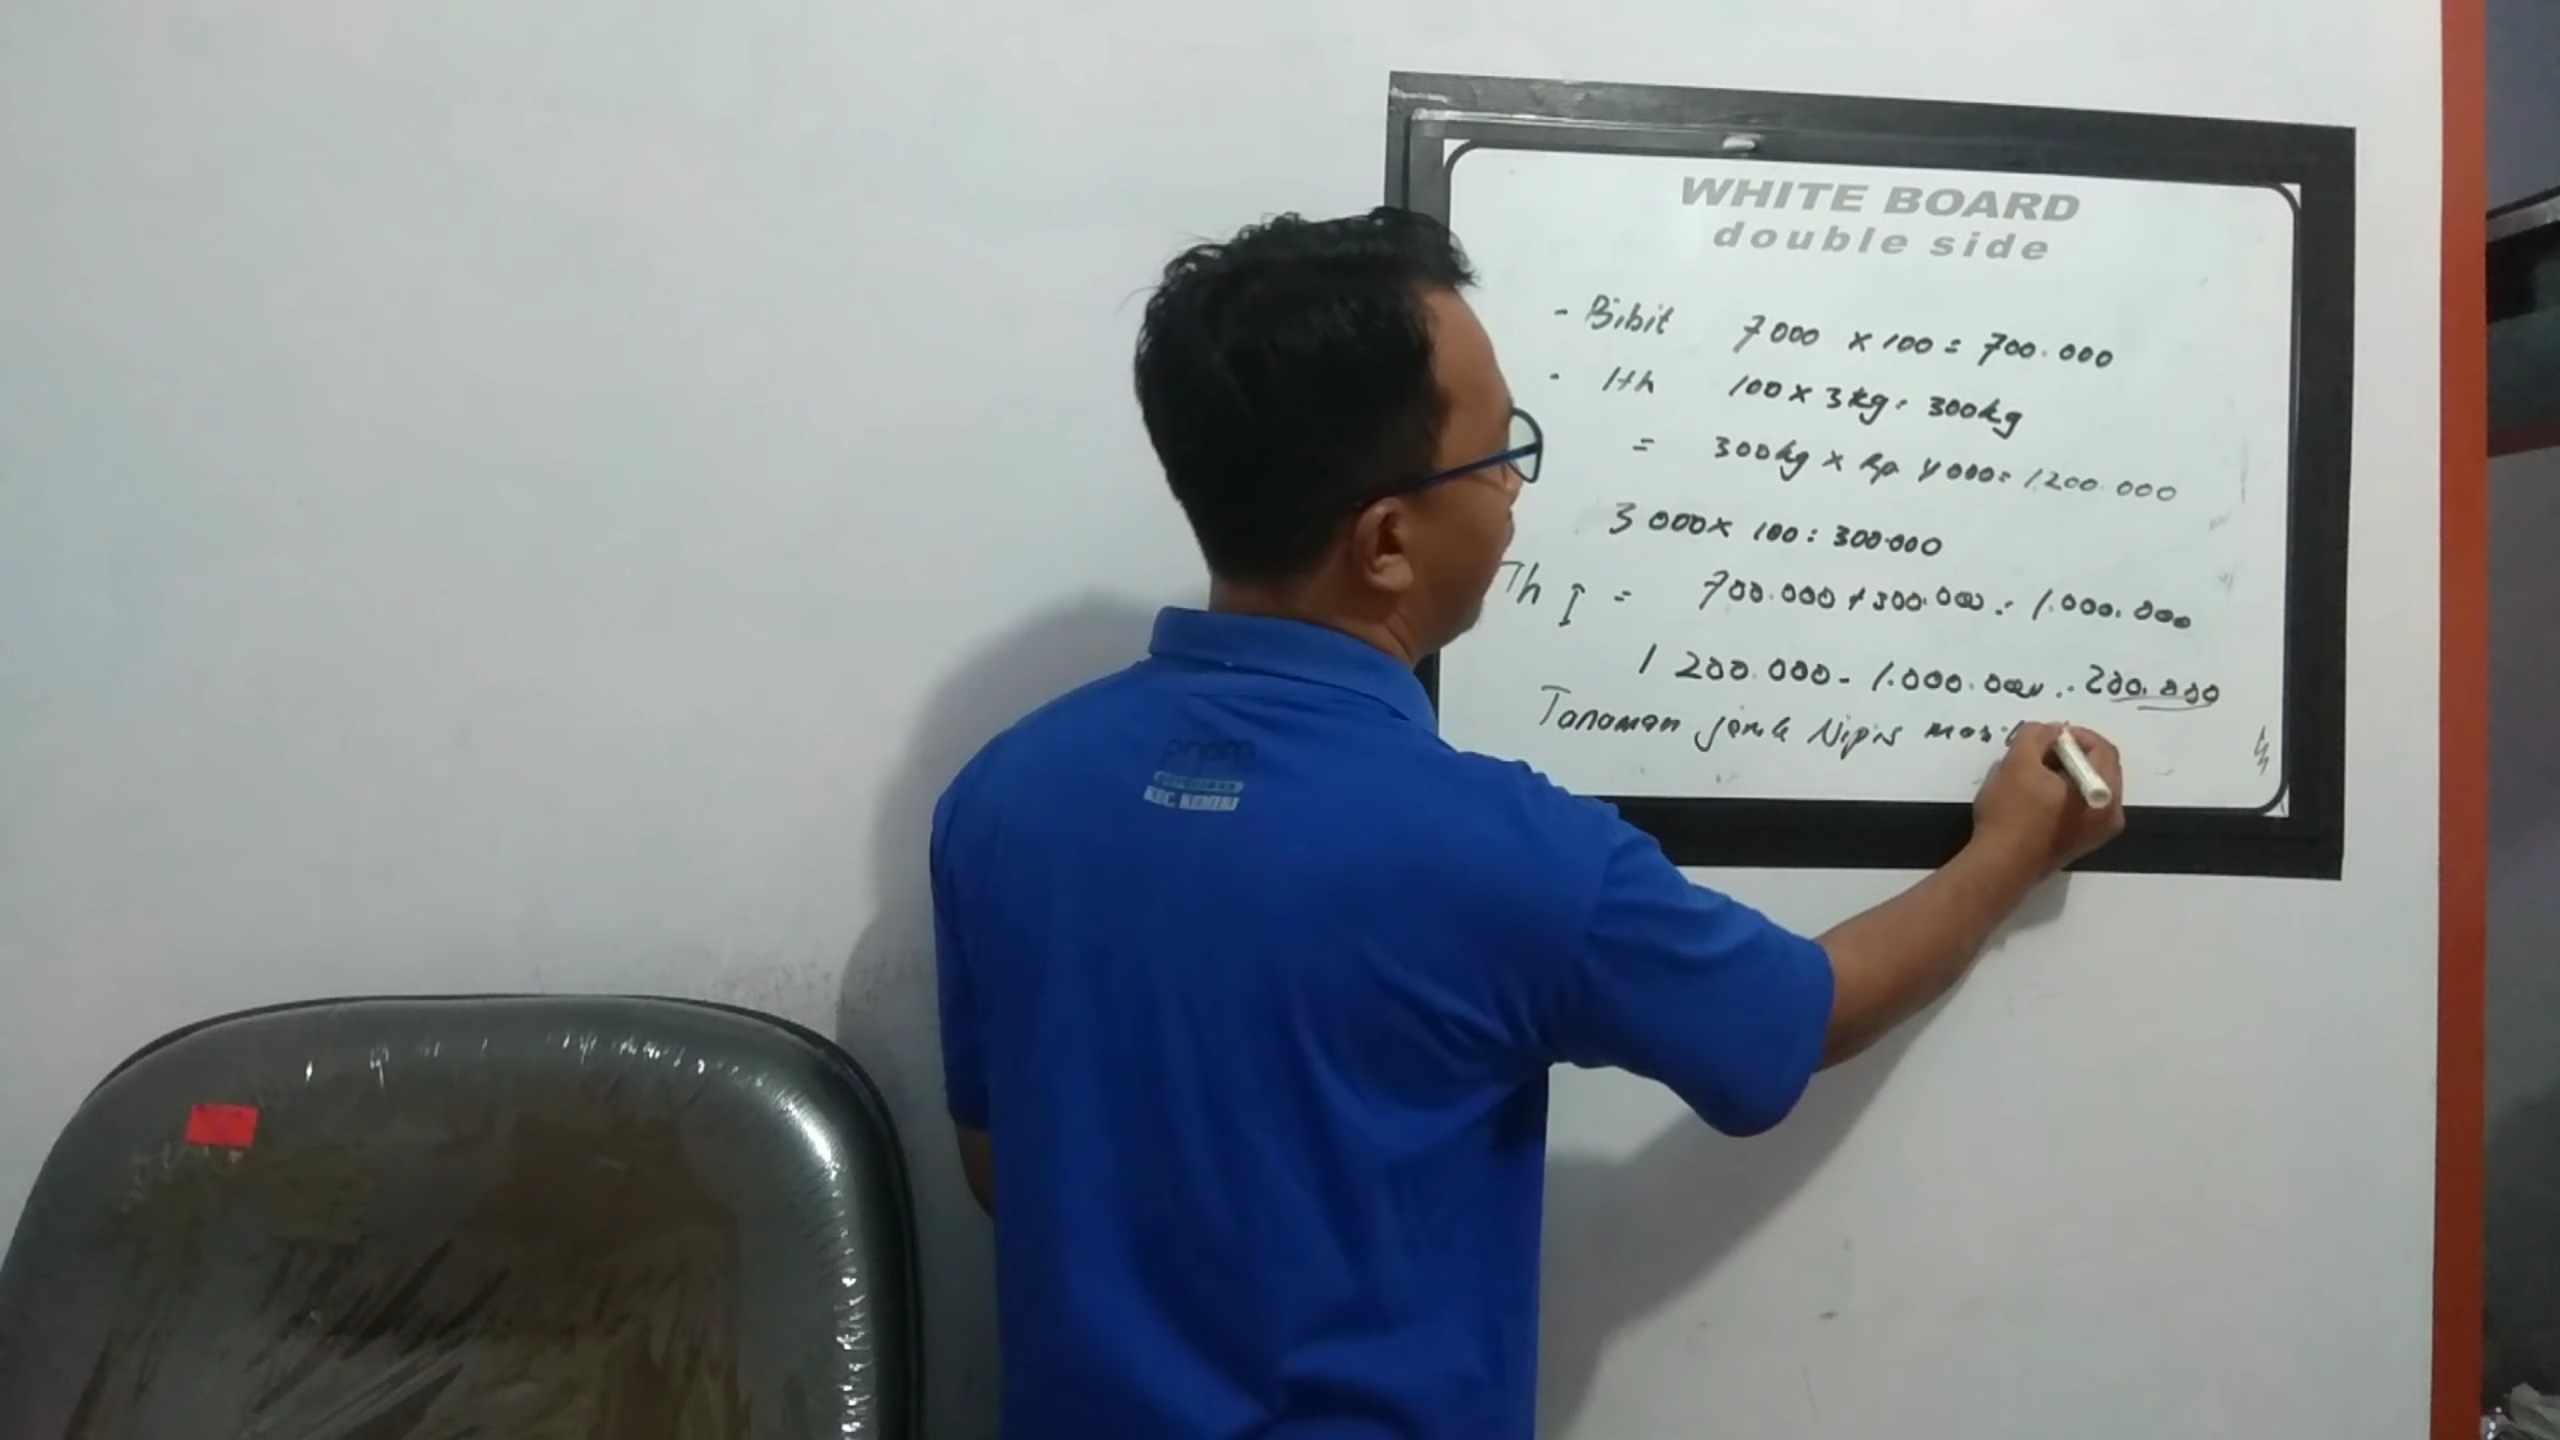 WHITE BOARD
double side
- Bibit 7000 x 100 = 700.000
- 1th 100 x 3kg = 300kg
= 300kg x Rp 4000 = 1.200.000
3000 x 100 = 300.000
Th I = 700.000 + 300.000 = 1.000.000
1.200.000 - 1.000.000 = 200.000
Tanaman jeruk Nipis
pnpm
KEC.